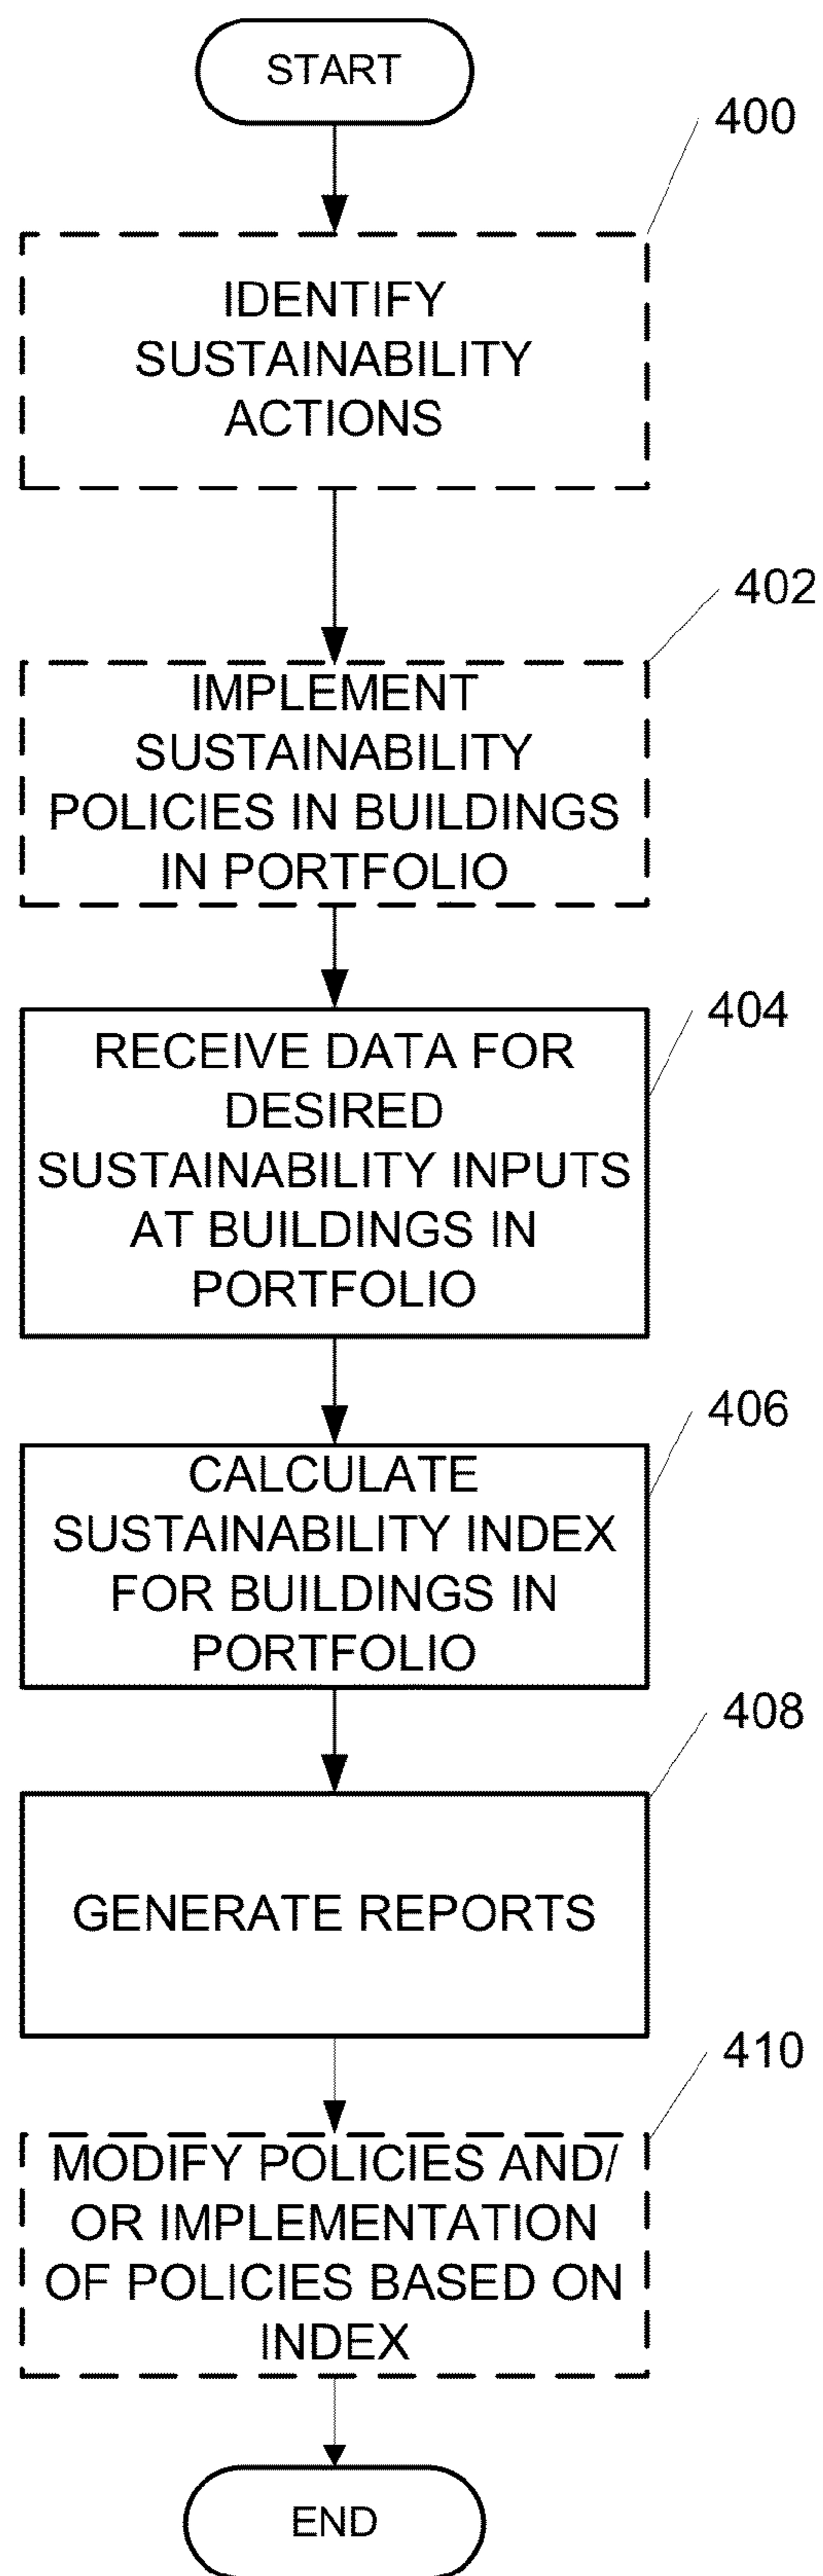 START
400
IDENTIFY
SUSTAINABILITY
ACTIONS
402
IMPLEMENT
SUSTAINABILITY
POLICIES IN BUILDINGS
IN PORTFOLIO
404
RECEIVE DATA FOR
DESIRED
SUSTAINABILITY INPUTS
AT BUILDINGS IN
PORTFOLIO
406
CALCULATE
SUSTAINABILITY INDEX
FOR BUILDINGS IN
PORTFOLIO
408
GENERATE REPORTS
410
MODIFY POLICIES AND/
OR IMPLEMENTATION
OF POLICIES BASED ON
INDEX
END